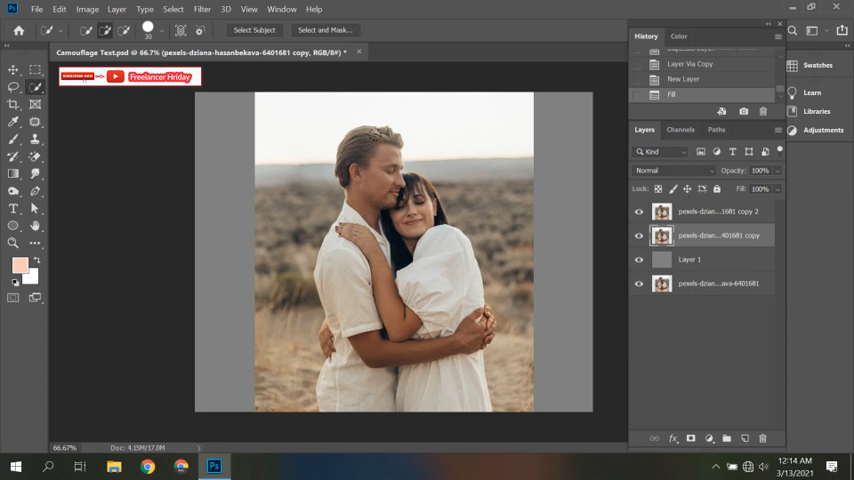 File Edit Image Layer Type Select Filter 3D View Window Help
30
Select Subject
Select and Mask...
Camouflage Text.psd @ 66.7% (pexels-dziana-hasanbekava-6401681 copy, RGB/8#) *
SUBSCRIBE NOW
Freelancer Hriday
History Color
Layer Via Copy
New Layer
Fill
Swatches
Learn
Libraries
Adjustments
Layers Channels Paths
Kind
Normal Opacity: 100%
Lock: Fill: 100%
pexels-dzian...1681 copy 2
pexels-dzian...401681 copy
Layer 1
pexels-dzian...ava-6401681
66.67% Doc: 4.15M/17.0M
12:14 AM
3/13/2021